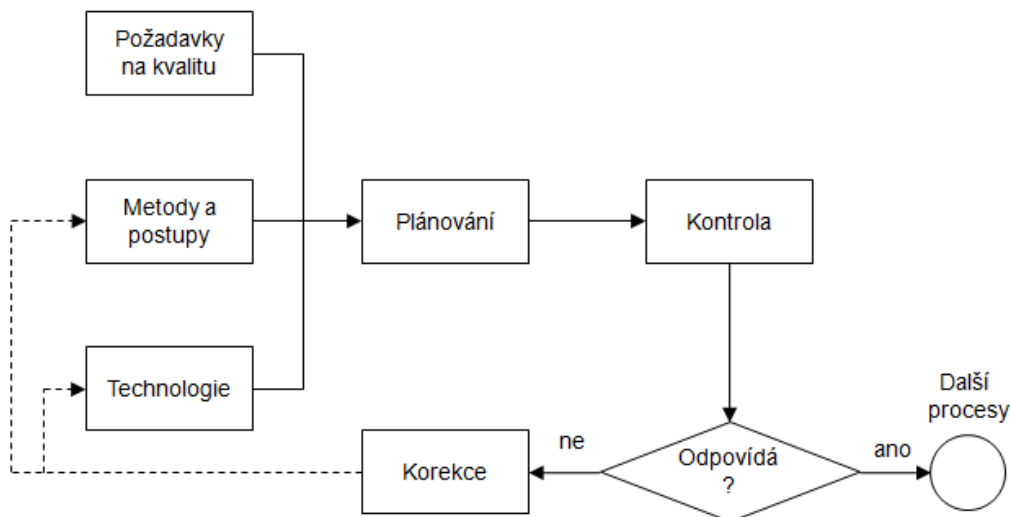 Požadavky
na kvalitu
Metody a
postupy
Plánování
Kontrola
Technologie
Další
procesy
Korekce
ne
Odpovídá
?
ano